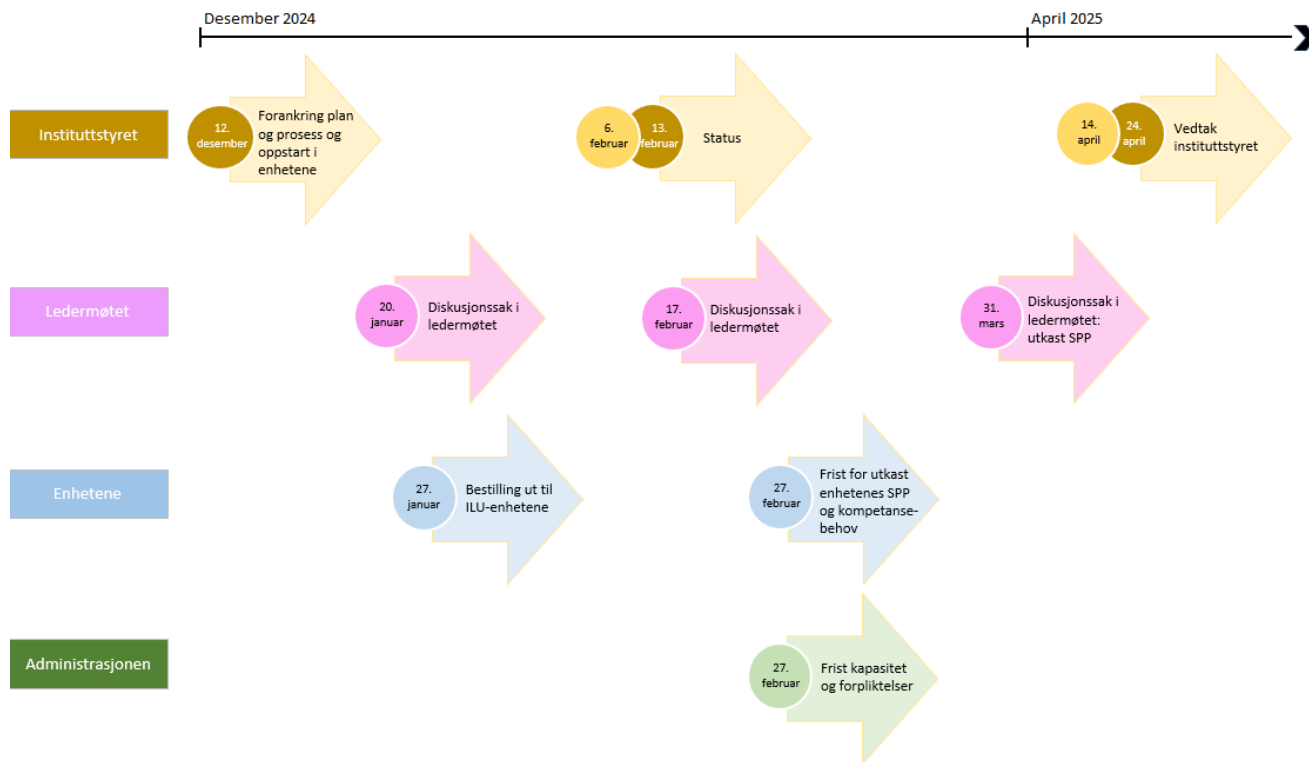 Desember 2024
April 2025
Instituttstyret
12.
desember
Forankring plan
og prosess og
oppstart i
enhetene
6.
februar
13.
februar
Status
14.
april
24.
april
Vedtak
instituttstyret
Ledermøtet
20.
januar
Diskusjonssak i
ledermøtet
17.
februar
Diskusjonssak i
ledermøtet
31.
mars
Diskusjonssak i
ledermøtet:
utkast SPP
Enhetene
27.
januar
Bestilling ut til
ILU-enhetene
27.
februar
Frist for utkast
enhetenes SPP
og kompetanse-
behov
Administrasjonen
27.
februar
Frist kapasitet
og forpliktelser